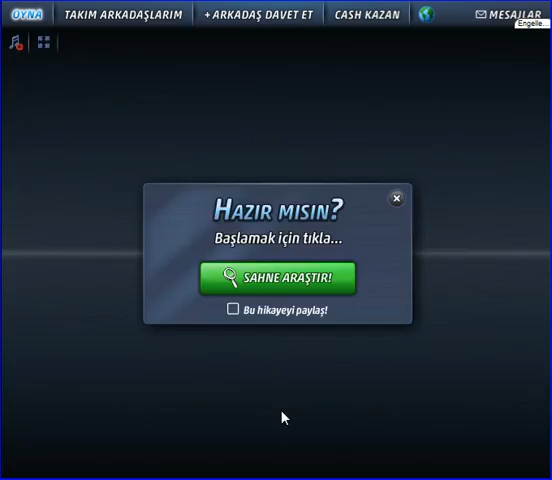 OYNA
TAKIM ARKADAŞLARIM
+ ARKADAŞ DAVET ET
CASH KAZAN
MESAJLAR
Engelle...
HAZIR MISIN?
Başlamak için tıkla...
SAHNE ARAŞTIR!
Bu hikayeyi paylaş!